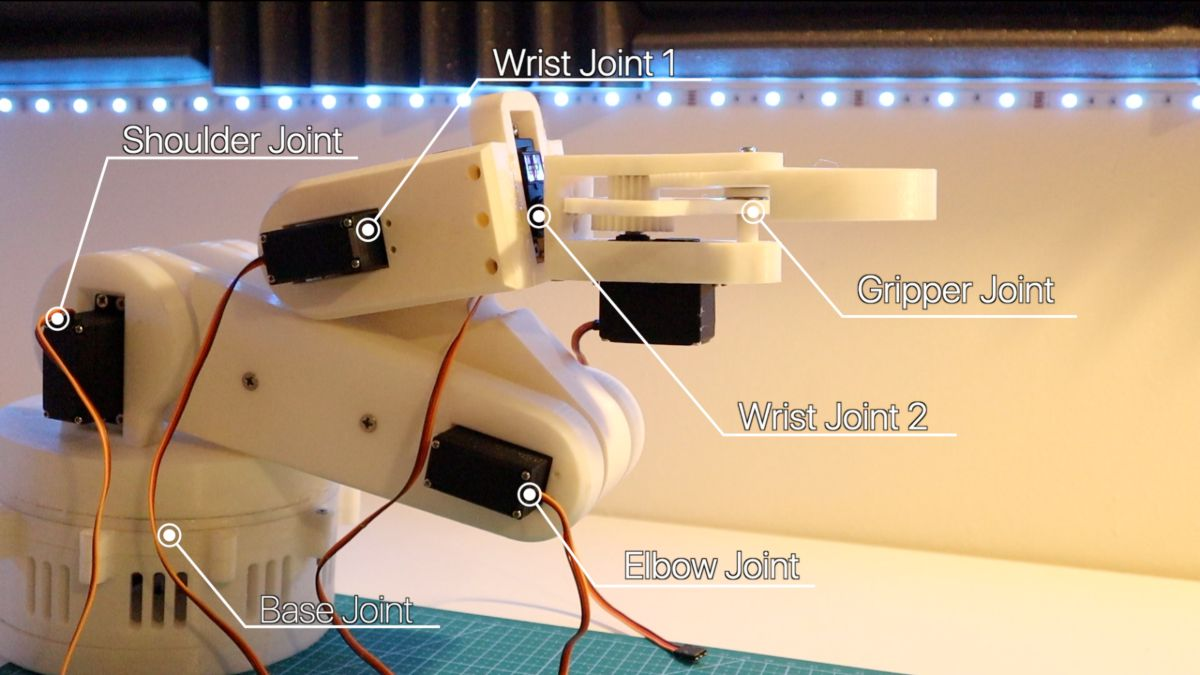 Wrist Joint 1
Shoulder Joint
Gripper Joint
Wrist Joint 2
Elbow Joint
Base Joint